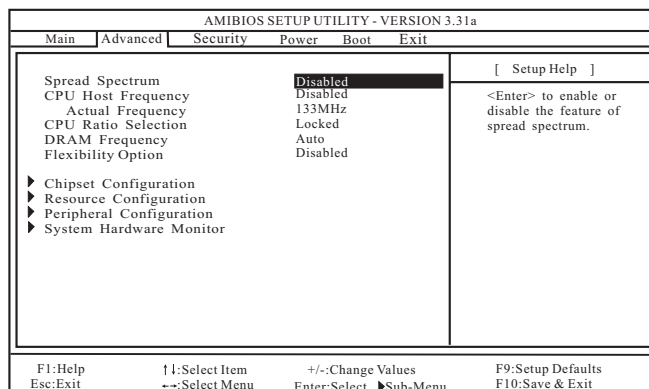 AMIBIOS SETUP UTILITY - VERSION 3.31a
Main Advanced Security Power Boot Exit
[ Setup Help ]
Spread Spectrum Disabled
CPU Host Frequency Disabled
Actual Frequency 133MHz
CPU Ratio Selection Locked
DRAM Frequency Auto
Flexibility Option Disabled
Chipset Configuration
Resource Configuration
Peripheral Configuration
System Hardware Monitor
<Enter> to enable or
disable the feature of
spread spectrum.
F1:Help ↑↓:Select Item +/-:Change Values F9:Setup Defaults
Esc:Exit ←→:Select Menu Enter:Select ▶Sub-Menu F10:Save & Exit